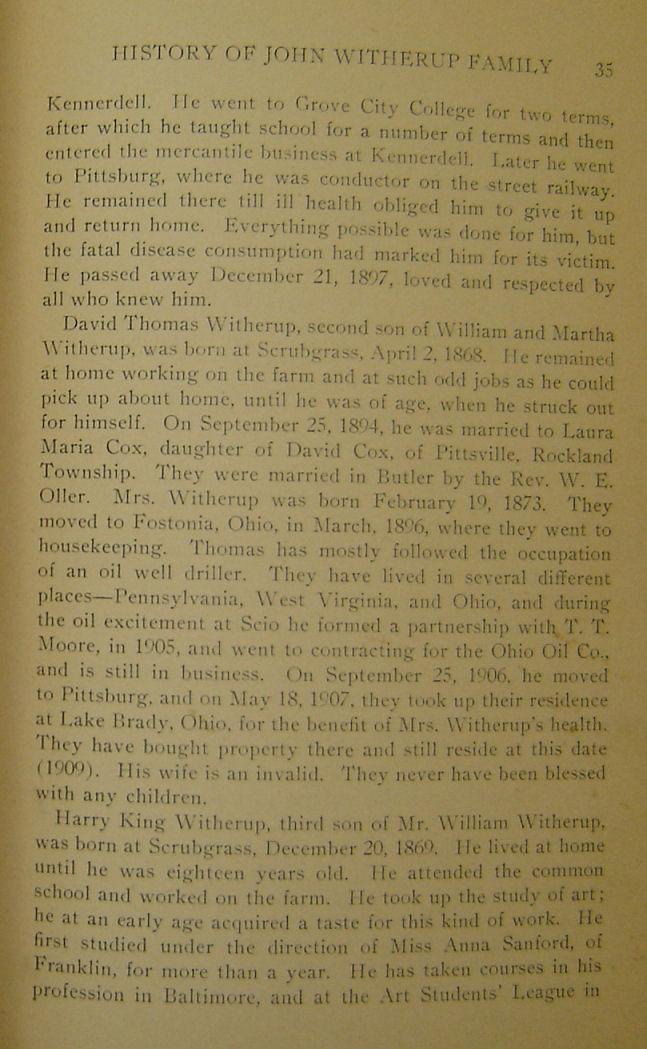 HISTORY OF JOHN WITHERUP FAMILY 35
Kennerdell. He went to Grove City College for two terms,
after which he taught school for a number of terms and then
entered the mercantile business at Kennerdell. Later he went
to Pittsburg, where he was conductor on the street railway.
He remained there till ill health obliged him to give it up
and return home. Everything possible was done for him, but
the fatal disease consumption had marked him for its victim.
He passed away December 21, 1897, loved and respected by
all who knew him.
David Thomas Witherup, second son of William and Martha
Witherup, was born at Scrubgrass, April 2, 1868. He remained
at home working on the farm and at such odd jobs as he could
pick up about home, until he was of age, when he struck out
for himself. On September 25, 1894, he was married to Laura
Maria Cox, daughter of David Cox, of Pittsville, Rockland
Township. They were married in Butler by the Rev. W. E.
Oller. Mrs. Witherup was born February 19, 1873. They
moved to Fostonia, Ohio, in March, 1896, where they went to
housekeeping. Thomas has mostly followed the occupation
of an oil well driller. They have lived in several different
places—Pennsylvania, West Virginia, and Ohio, and during
the oil excitement at Scio he formed a partnership with T. T.
Moore, in 1905, and went to contracting for the Ohio Oil Co.,
and is still in business. On September 25, 1906, he moved
to Pittsburg, and on May 18, 1907, they took up their residence
at Lake Brady, Ohio, for the benefit of Mrs. Witherup's health.
They have bought property there and still reside at this date
(1909). His wife is an invalid. They never have been blessed
with any children.
Harry King Witherup, third son of Mr. William Witherup,
was born at Scrubgrass, December 20, 1869. He lived at home
until he was eighteen years old. He attended the common
school and worked on the farm. He took up the study of art;
he at an early age acquired a taste for this kind of work. He
first studied under the direction of Miss Anna Sanford, of
Franklin, for more than a year. He has taken courses in his
profession in Baltimore, and at the Art Students' League in